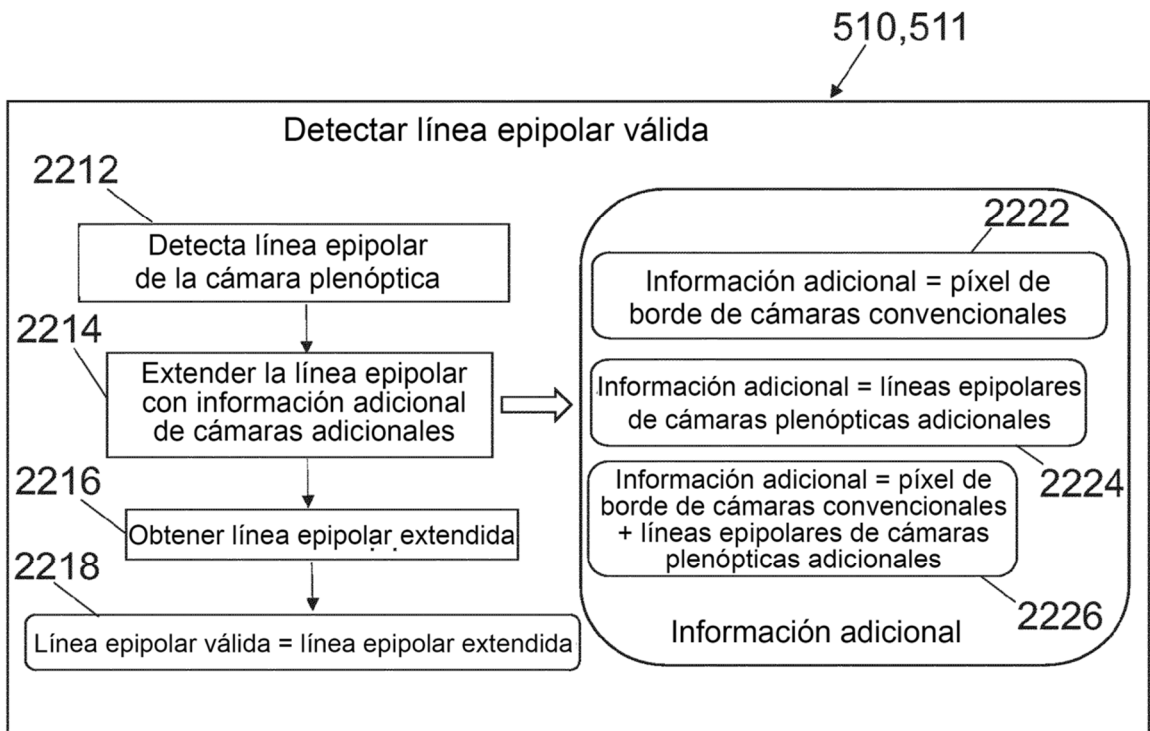 510,511
Detectar línea epipolar válida
2212
Detecta línea epipolar
de la cámara plenóptica
2214
Extender la línea epipolar
con información adicional
de cámaras adicionales
2216
Obtener línea epipolar extendida
2218
Línea epipolar válida = línea epipolar extendida
2222
Información adicional = píxel de
borde de cámaras convencionales
Información adicional = líneas epipolares
de cámaras plenópticas adicionales
2224
Información adicional = píxel de
borde de cámaras convencionales
+ líneas epipolares de cámaras
plenópticas adicionales
2226
Información adicional